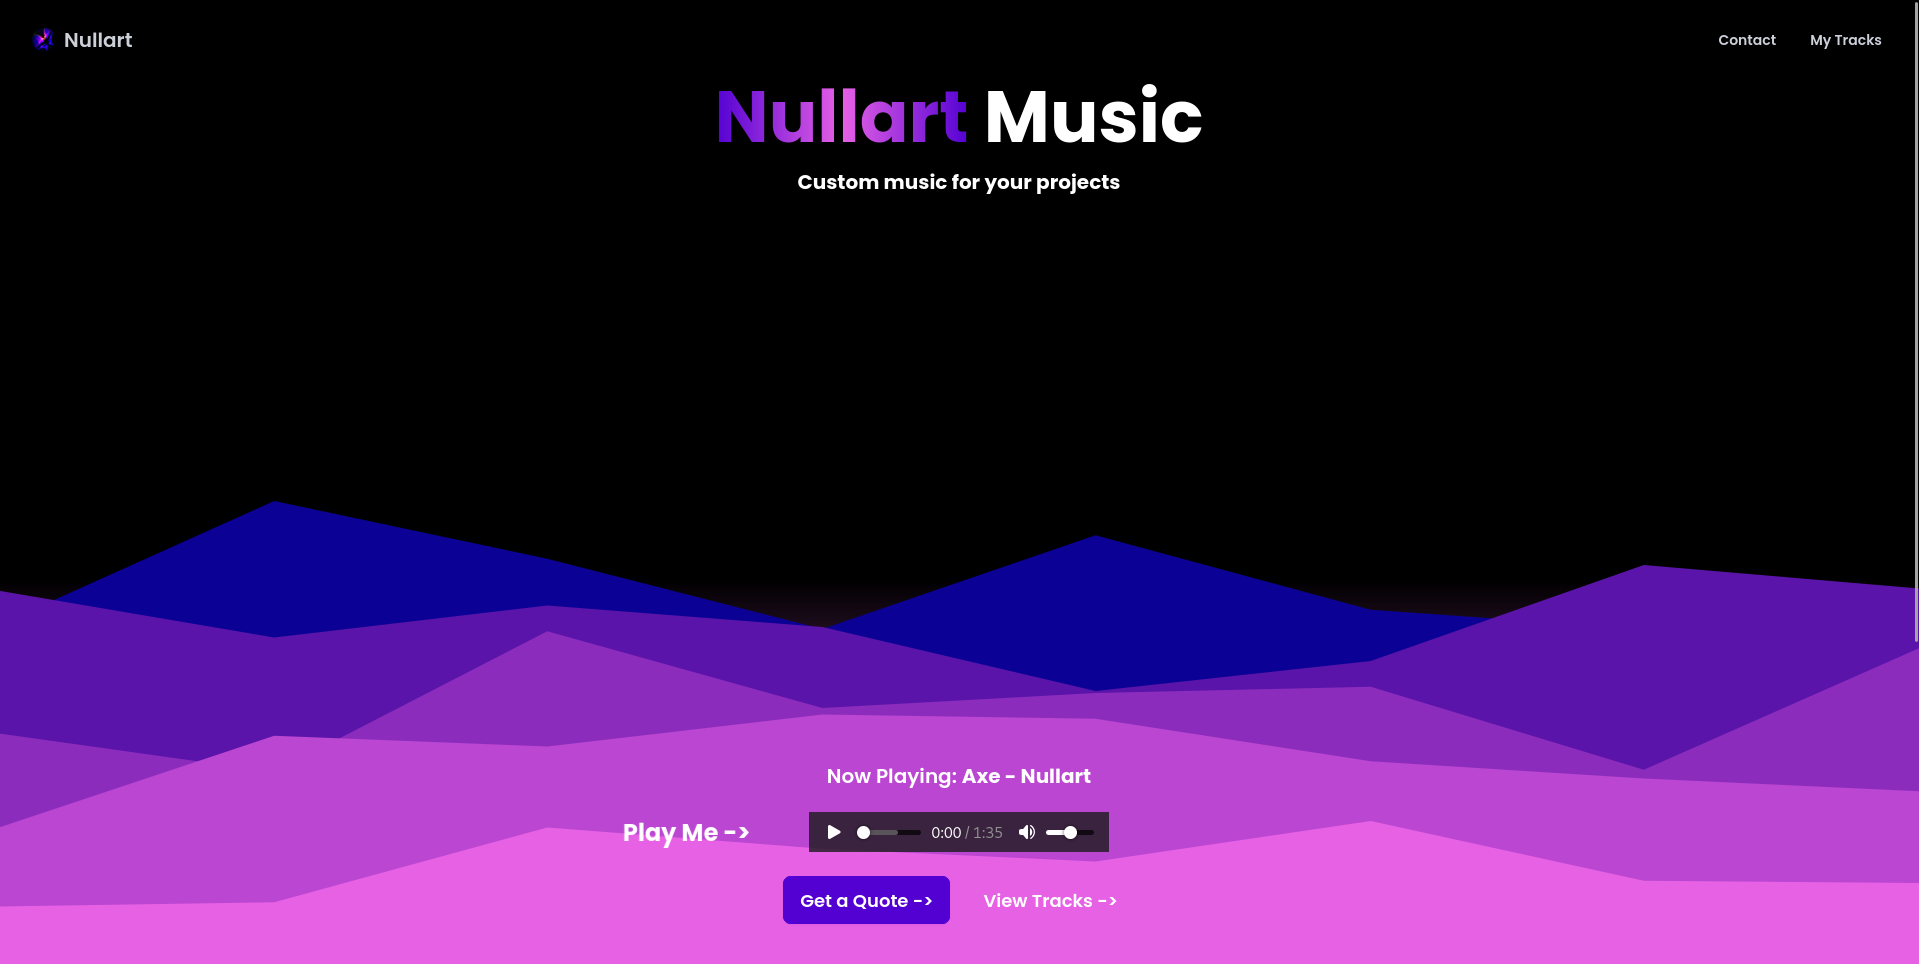 Nullart
Contact
My Tracks
Nullart Music
Custom music for your projects
Now Playing: Axe - Nullart
Play Me ->
0:00 / 1:35
Get a Quote ->
View Tracks ->